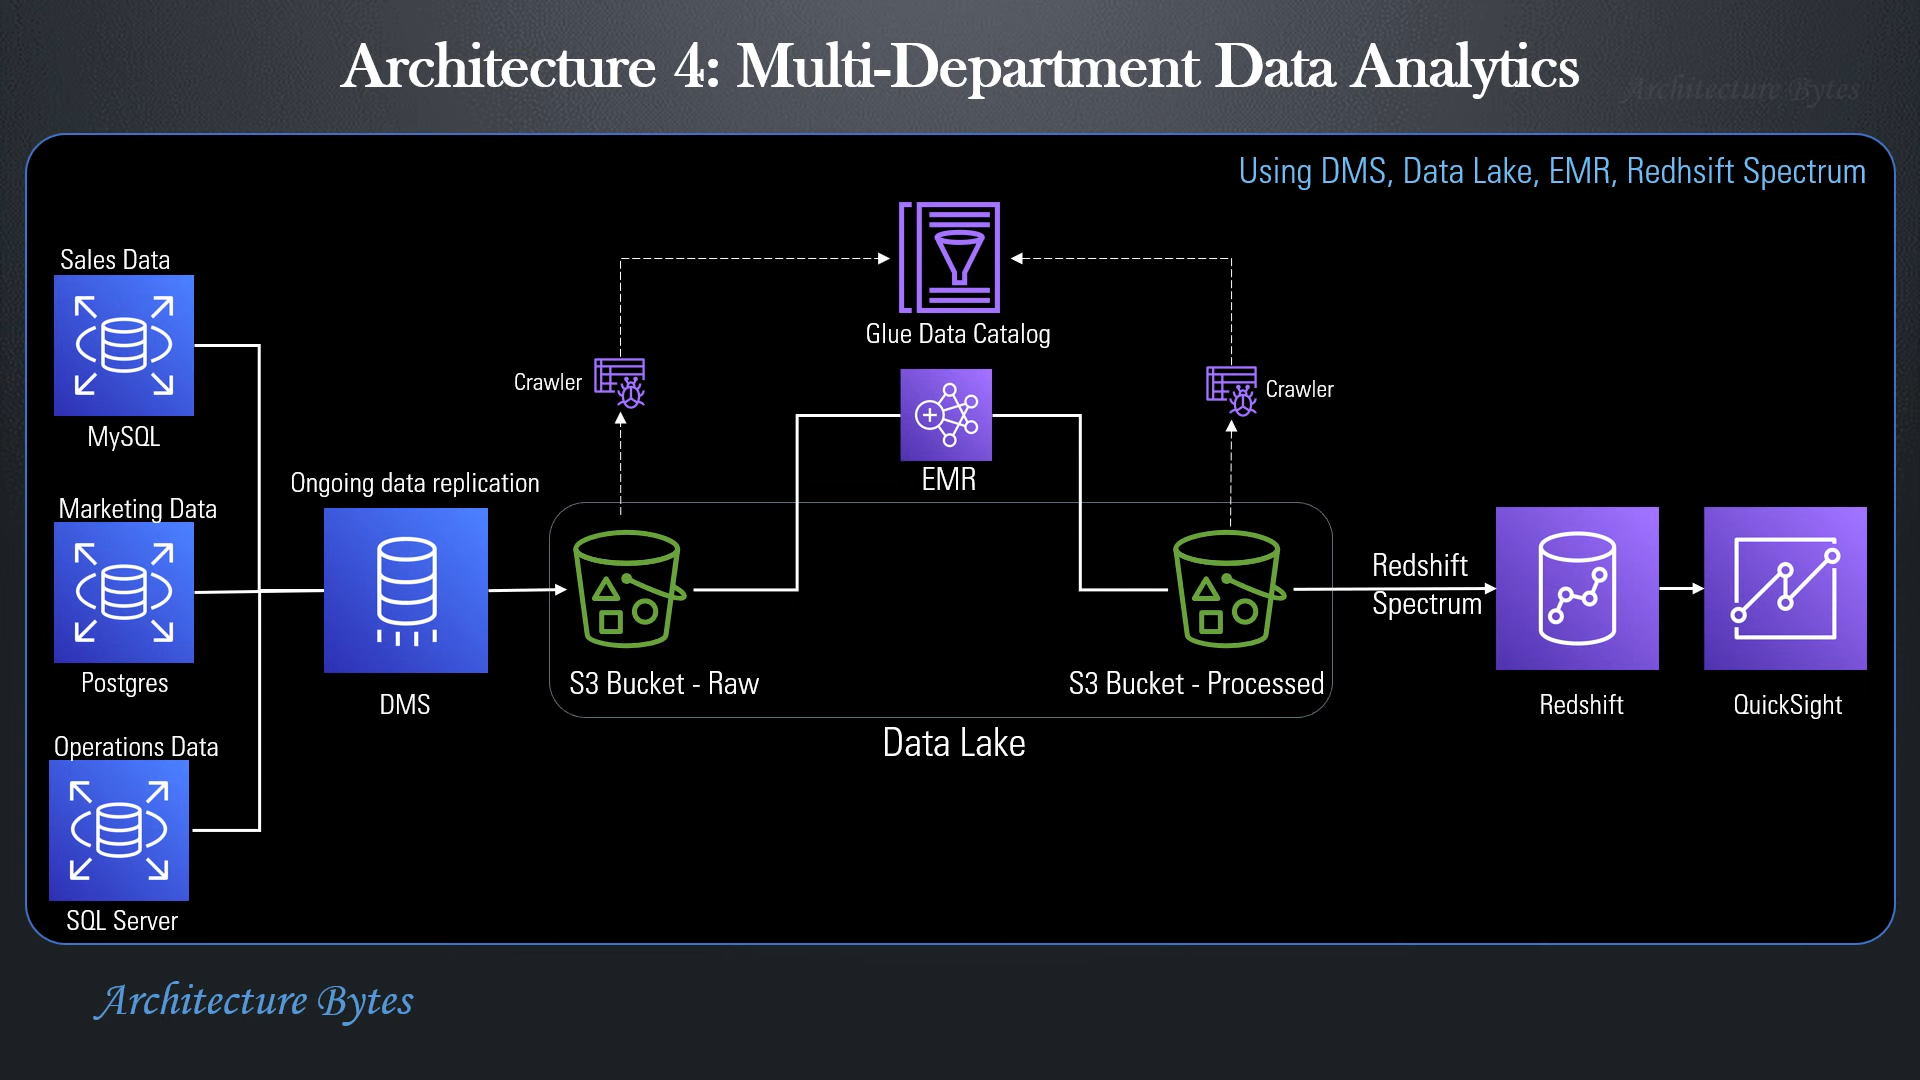 Architecture 4: Multi-Department Data Analytics
Architecture Bytes
Using DMS, Data Lake, EMR, Redhsift Spectrum
Sales Data
MySQL
Marketing Data
Postgres
Operations Data
SQL Server
Ongoing data replication
DMS
Crawler
Glue Data Catalog
EMR
Crawler
S3 Bucket - Raw
S3 Bucket - Processed
Data Lake
Redshift
Spectrum
Redshift
QuickSight
Architecture Bytes